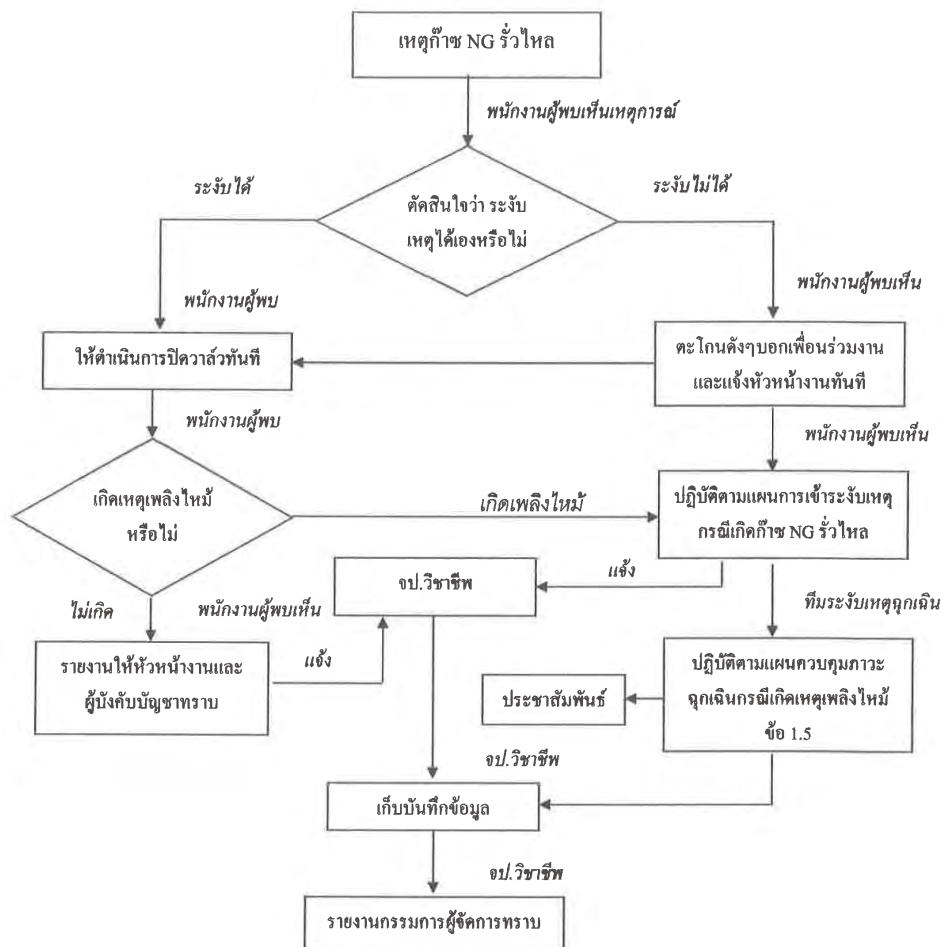 เหตุก๊าซ NG รั่วไหล
พนักงานผู้พบเห็นเหตุการณ์
ระงับได้
ระงับไม่ได้
ตัดสินใจว่า ระงับ
เหตุได้เองหรือไม่
พนักงานผู้พบ
พนักงานผู้พบเห็น
ให้ดำเนินการปิดวาล์วทันที
ตะโกนดังๆบอกเพื่อนร่วมงาน
และแจ้งหัวหน้างานทันที
พนักงานผู้พบ
พนักงานผู้พบเห็น
เกิดเหตุเพลิงไหม้
หรือไม่
เกิดเพลิงไหม้
ปฏิบัติตามแผนการเข้าระงับเหตุ
กรณีเกิดก๊าซ NG รั่วไหล
จป.วิชาชีพ
แจ้ง
ไม่เกิด
พนักงานผู้พบเห็น
ทีมระงับเหตุฉุกเฉิน
รายงานให้หัวหน้างานและ
ผู้บังคับบัญชาทราบ
แจ้ง
ประชาสัมพันธ์
ปฏิบัติตามแผนควบคุมภาวะ
ฉุกเฉินกรณีเกิดเหตุเพลิงไหม้
ข้อ 1.5
จป.วิชาชีพ
เก็บบันทึกข้อมูล
จป.วิชาชีพ
รายงานกรรมการผู้จัดการทราบ